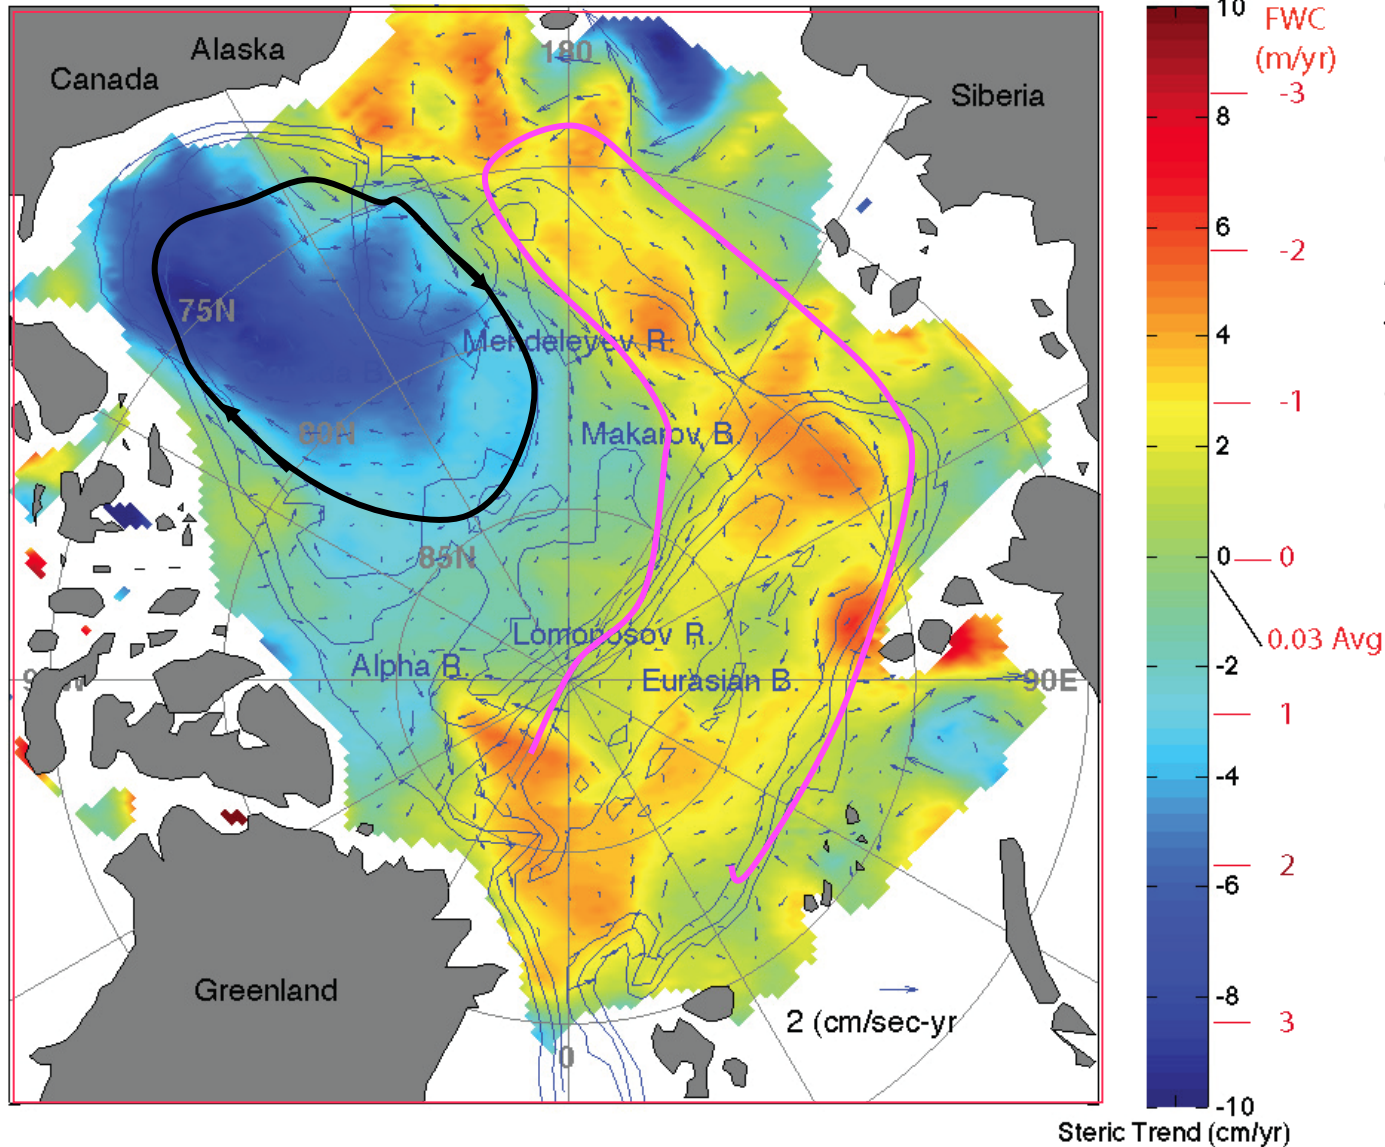 Alaska
Canada
180
Siberia
75N
Mendeleyev R.
80N
Makarov B.
85N
Lomonosov R.
Alpha R.
Eurasian B.
90E
Greenland
2 (cm/sec-yr
0
10
8
6
4
2
0
-2
-4
-6
-8
-10
FWC
(m/yr)
-3
-2
-1
0
0.03 Avg
1
2
3
Steric Trend (cm/yr)